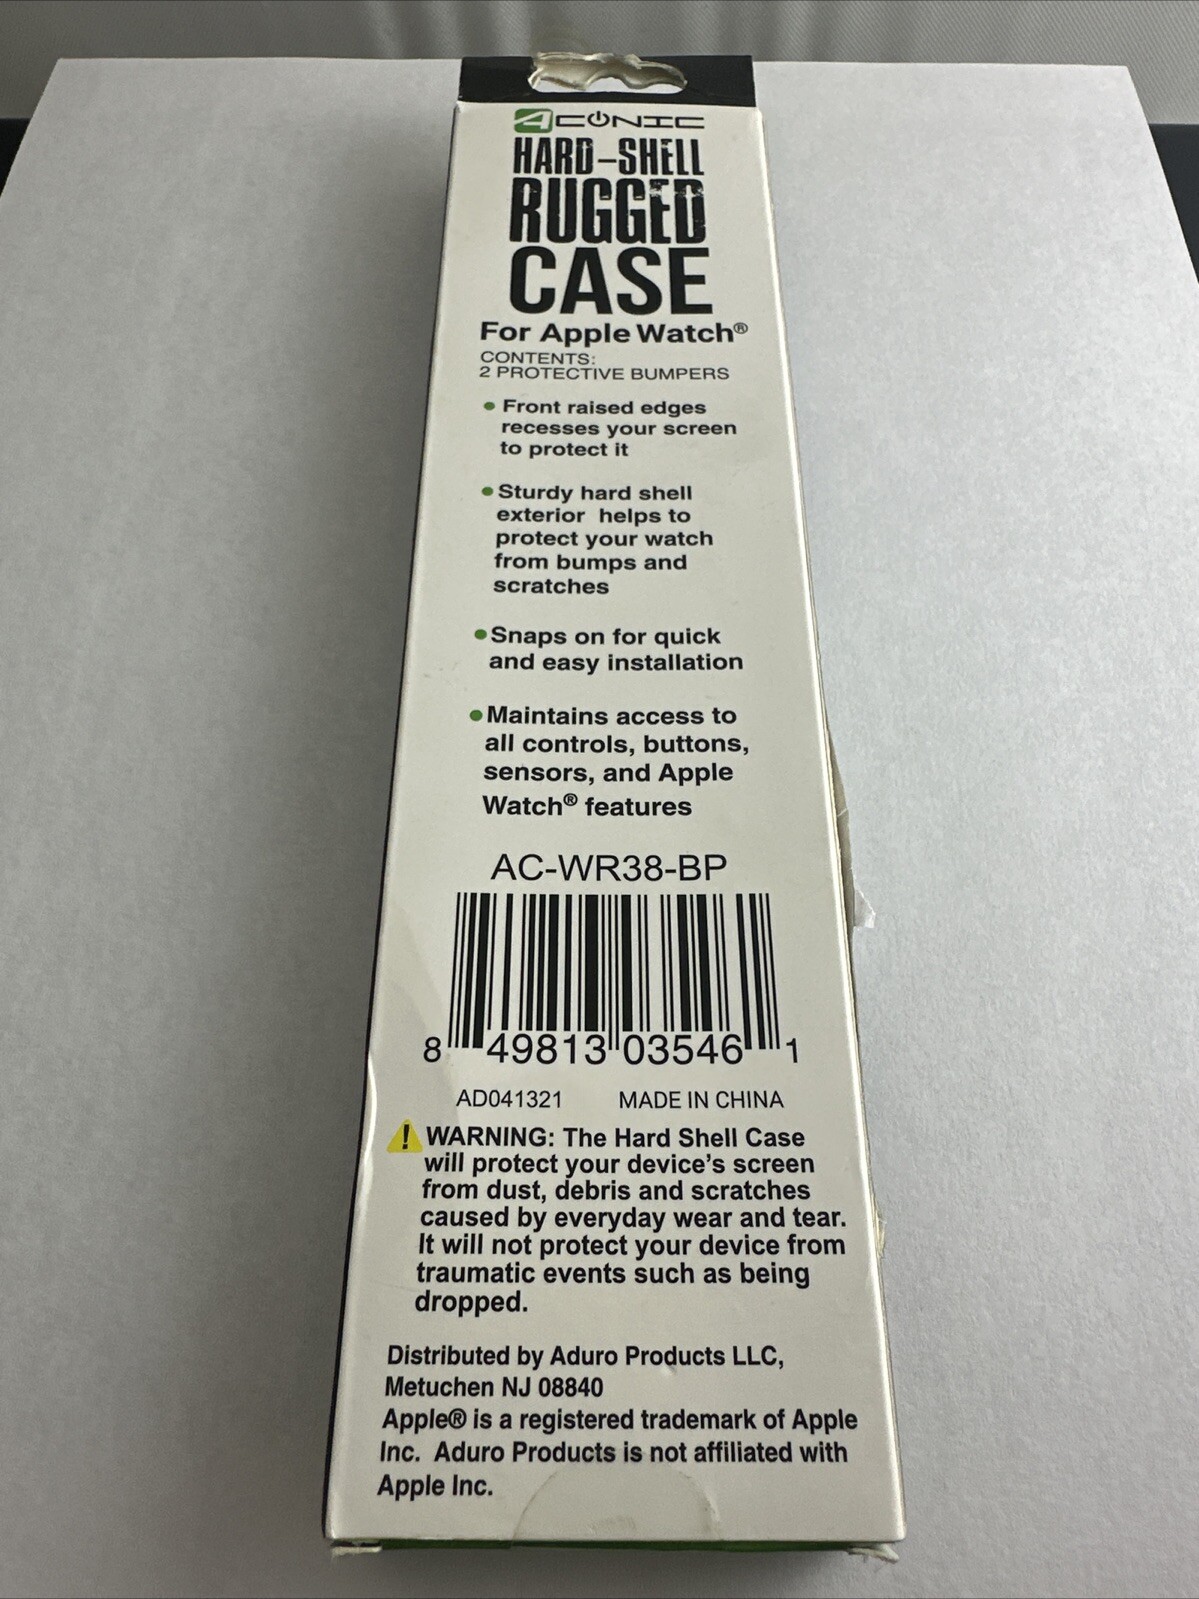 4CONIC
HARD-SHELL
RUGGED
CASE
For Apple Watch®
CONTENTS:
2 PROTECTIVE BUMPERS
• Front raised edges
recesses your screen
to protect it
• Sturdy hard shell
exterior helps to
protect your watch
from bumps and
scratches
• Snaps on for quick
and easy installation
• Maintains access to
all controls, buttons,
sensors, and Apple
Watch® features
AC-WR38-BP
8 49813 03546 1
AD041321 MADE IN CHINA
WARNING: The Hard Shell Case
will protect your device's screen
from dust, debris and scratches
caused by everyday wear and tear.
It will not protect your device from
traumatic events such as being
dropped.
Distributed by Aduro Products LLC,
Metuchen NJ 08840
Apple® is a registered trademark of Apple
Inc. Aduro Products is not affiliated with
Apple Inc.